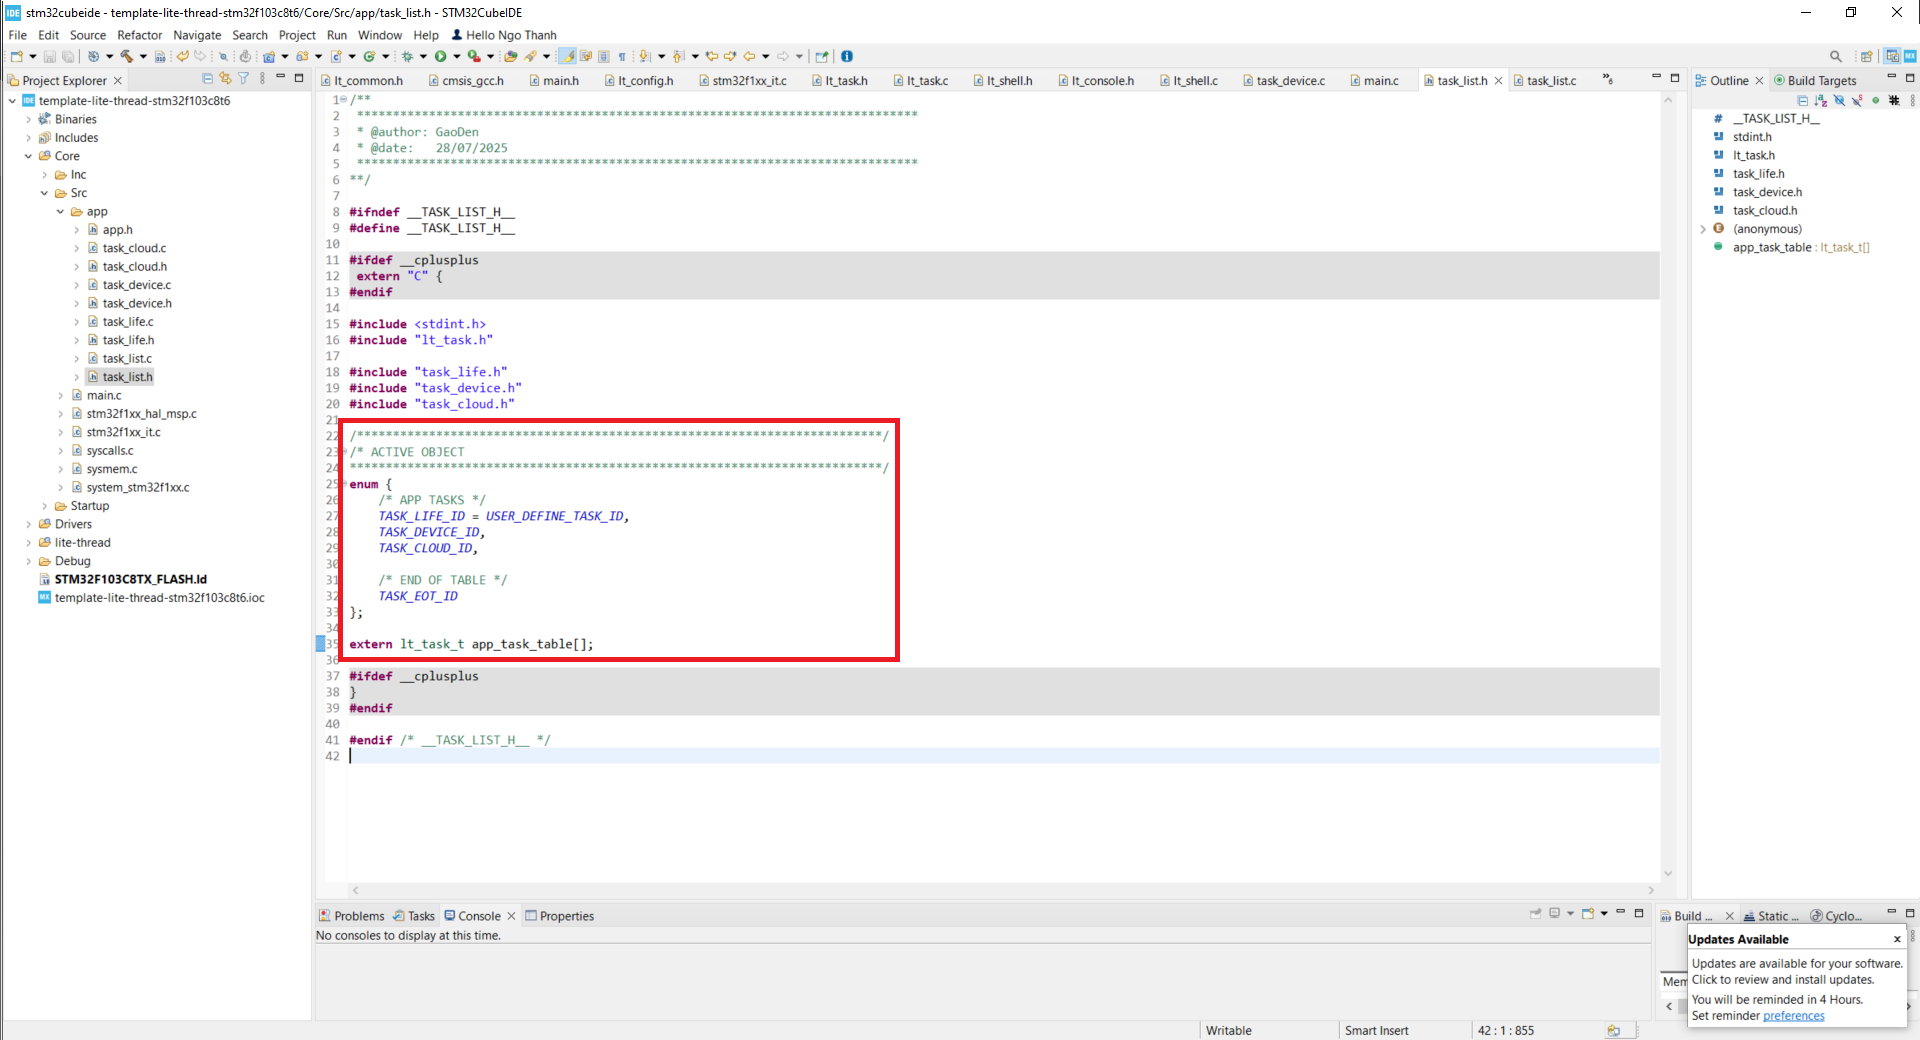 stm32cubeide - template-lite-thread-stm32f103c8t6/Core/Src/app/task_list.h - STM32CubeIDE
File Edit Source Refactor Navigate Search Project Run Window Help Hello Ngo Thanh
Project Explorer
template-lite-thread-stm32f103c8t6
Binaries
Includes
Core
Inc
Src
app
app.h
task_cloud.c
task_cloud.h
task_device.c
task_device.h
task_life.c
task_life.h
task_list.c
task_list.h
main.c
stm32f1xx_hal_msp.c
stm32f1xx_it.c
syscalls.c
sysmem.c
system_stm32f1xx.c
Startup
Drivers
lite-thread
Debug
STM32F103C8TX_FLASH.ld
template-lite-thread-stm32f103c8t6.ioc
lt_common.h cmsis_gcc.h main.h lt_config.h stm32f1xx_it.c lt_task.h lt_task.c lt_shell.h lt_console.h lt_shell.c task_device.c main.c task_list.h task_list.c »6
1 /**
2 ******************************************************************************
3 * @author: GaoDen
4 * @date:   28/07/2025
5 ******************************************************************************
6 **/
7
8 #ifndef __TASK_LIST_H__
9 #define __TASK_LIST_H__
10
11 #ifdef __cplusplus
12 extern "C" {
13 #endif
14
15 #include <stdint.h>
16 #include "lt_task.h"
17
18 #include "task_life.h"
19 #include "task_device.h"
20 #include "task_cloud.h"
21
22 /*************************************************************************/
23 /* ACTIVE OBJECT
24 **************************************************************************/
25 enum {
26     /* APP TASKS */
27     TASK_LIFE_ID = USER_DEFINE_TASK_ID,
28     TASK_DEVICE_ID,
29     TASK_CLOUD_ID,
30
31     /* END OF TABLE */
32     TASK_EOT_ID
33 };
34
35 extern lt_task_t app_task_table[];
36
37 #ifdef __cplusplus
38 }
39 #endif
40
41 #endif /* __TASK_LIST_H__ */
42
Outline Build Targets
__TASK_LIST_H__
stdint.h
lt_task.h
task_life.h
task_device.h
task_cloud.h
(anonymous)
app_task_table : lt_task_t[]
Problems Tasks Console Properties
No consoles to display at this time.
Build ... Static ... Cyclo...
Mem
Updates Available x
Updates are available for your software.
Click to review and install updates.
You will be reminded in 4 Hours.
Set reminder preferences
Writable Smart Insert 42 : 1 : 855